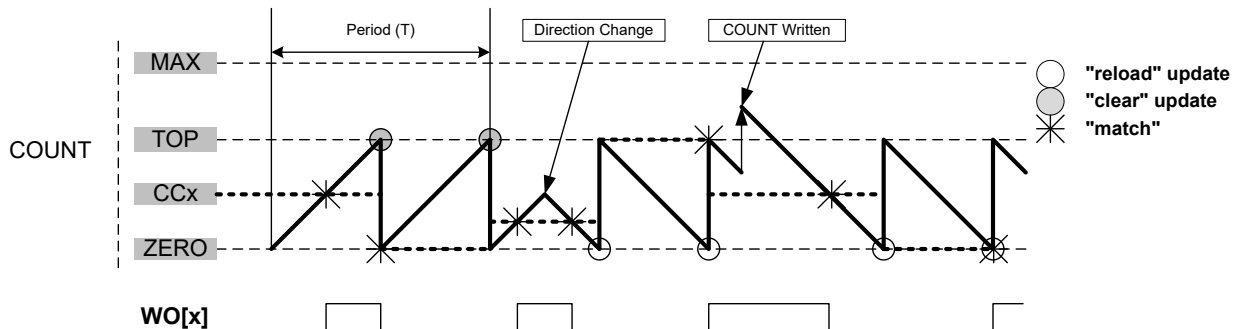 Period (T)
Direction Change
COUNT Written
MAX
"reload" update
"clear" update
TOP
"match"
COUNT
CCx
ZERO
WO[x]